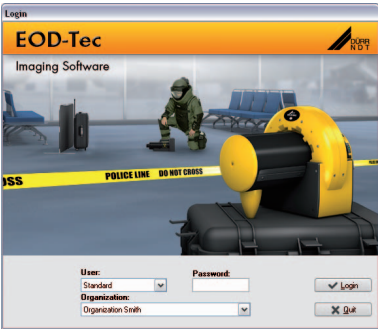 Login
EOD-Tec
DÜRR
NDT
Imaging Software
OSS
POLICE LINE DO NOT CROSS
User:
Password:
Standard
Login
Organization:
Organization Smith
Quit